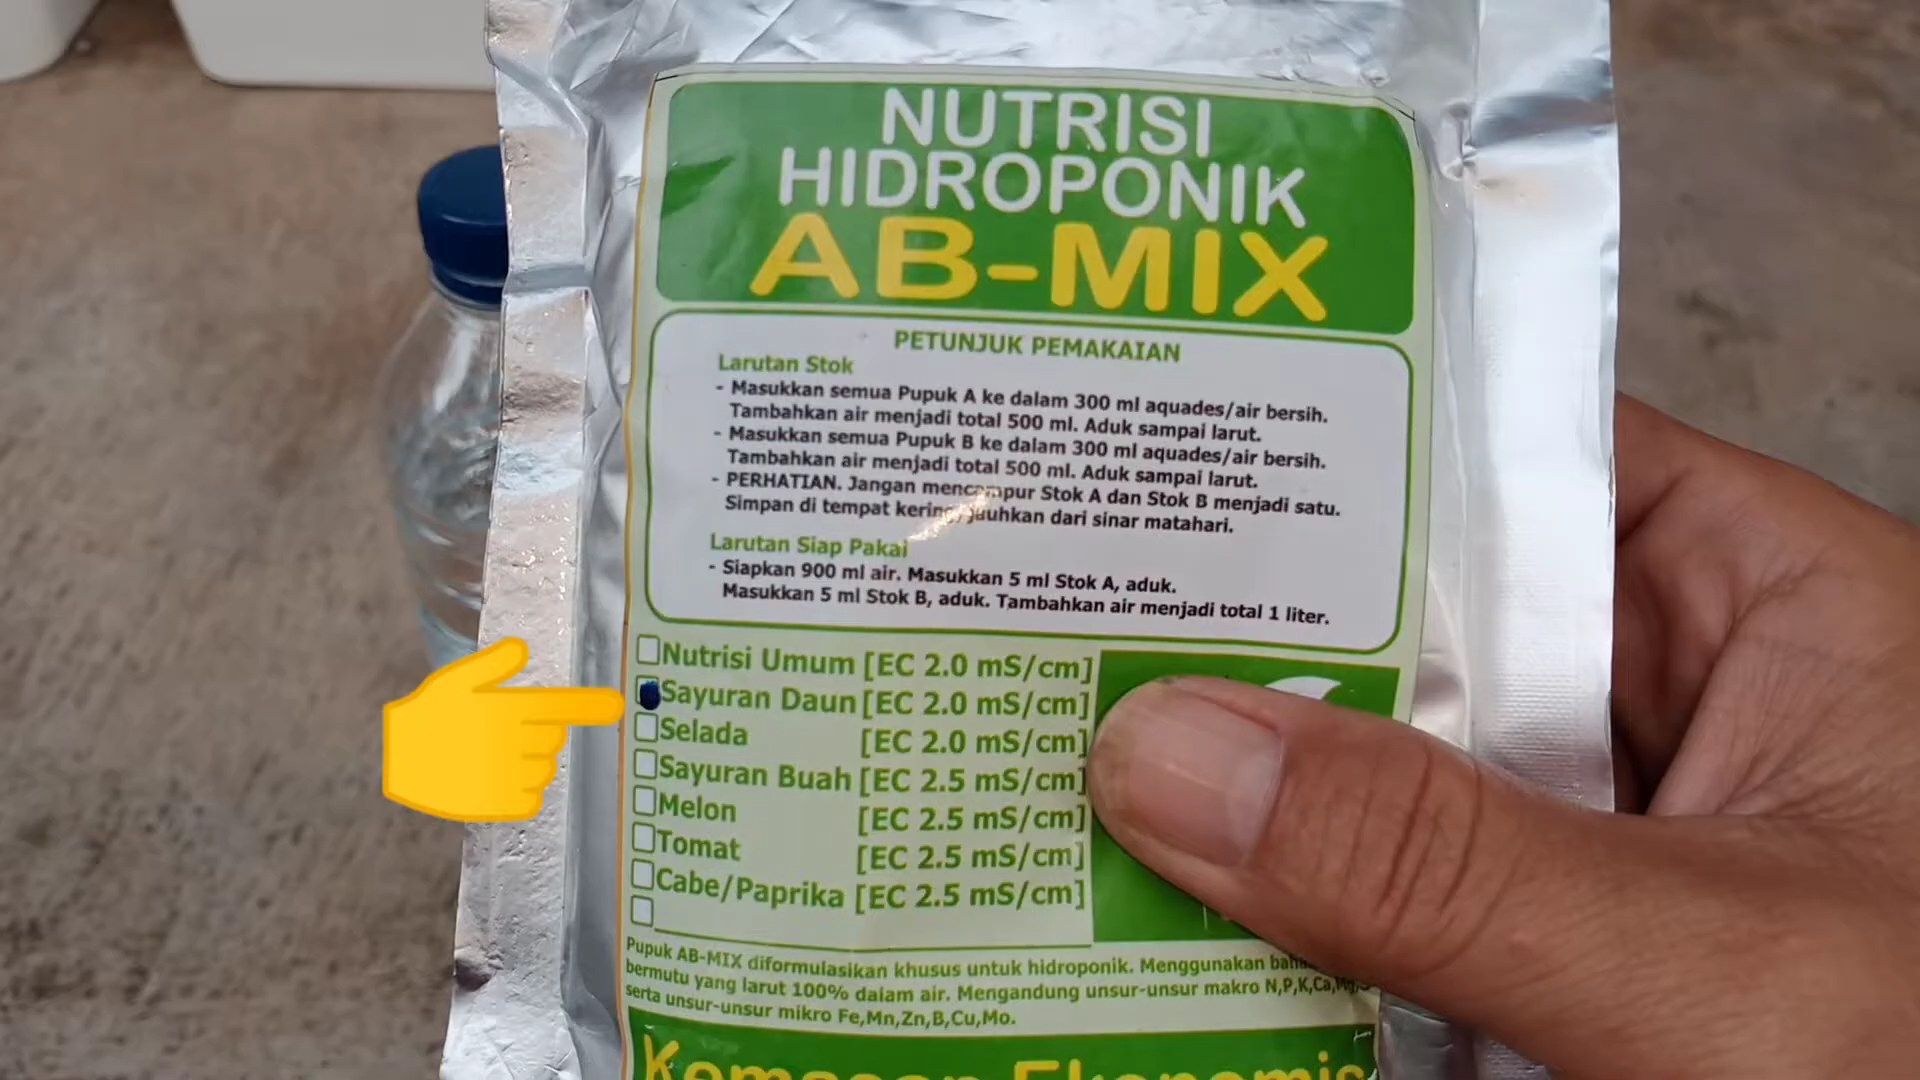 NUTRISI
HIDROPONIK
AB-MIX
PETUNJUK PEMAKAIAN
Larutan Stok
- Masukkan semua Pupuk A ke dalam 300 ml aquades/air bersih.
Tambahkan air menjadi total 500 ml. Aduk sampai larut.
- Masukkan semua Pupuk B ke dalam 300 ml aquades/air bersih.
Tambahkan air menjadi total 500 ml. Aduk sampai larut.
- PERHATIAN. Jangan mencampur Stok A dan Stok B menjadi satu.
Simpan di tempat kering, jauhkan dari sinar matahari.
Larutan Siap Pakai
- Siapkan 900 ml air. Masukkan 5 ml Stok A, aduk.
Masukkan 5 ml Stok B, aduk. Tambahkan air menjadi total 1 liter.
Nutrisi Umum [EC 2.0 mS/cm]
Sayuran Daun [EC 2.0 mS/cm]
Selada [EC 2.0 mS/cm]
Sayuran Buah [EC 2.5 mS/cm]
Melon [EC 2.5 mS/cm]
Tomat [EC 2.5 mS/cm]
Cabe/Paprika [EC 2.5 mS/cm]
Pupuk AB-MIX diformulasikan khusus untuk hidroponik. Menggunakan
bermutu yang larut 100% dalam air. Mengandung unsur-unsur makro N,P,K,Ca,Mg,S
serta unsur-unsur mikro Fe,Mn,Zn,B,Cu,Mo.
Kemasan Ekonomis